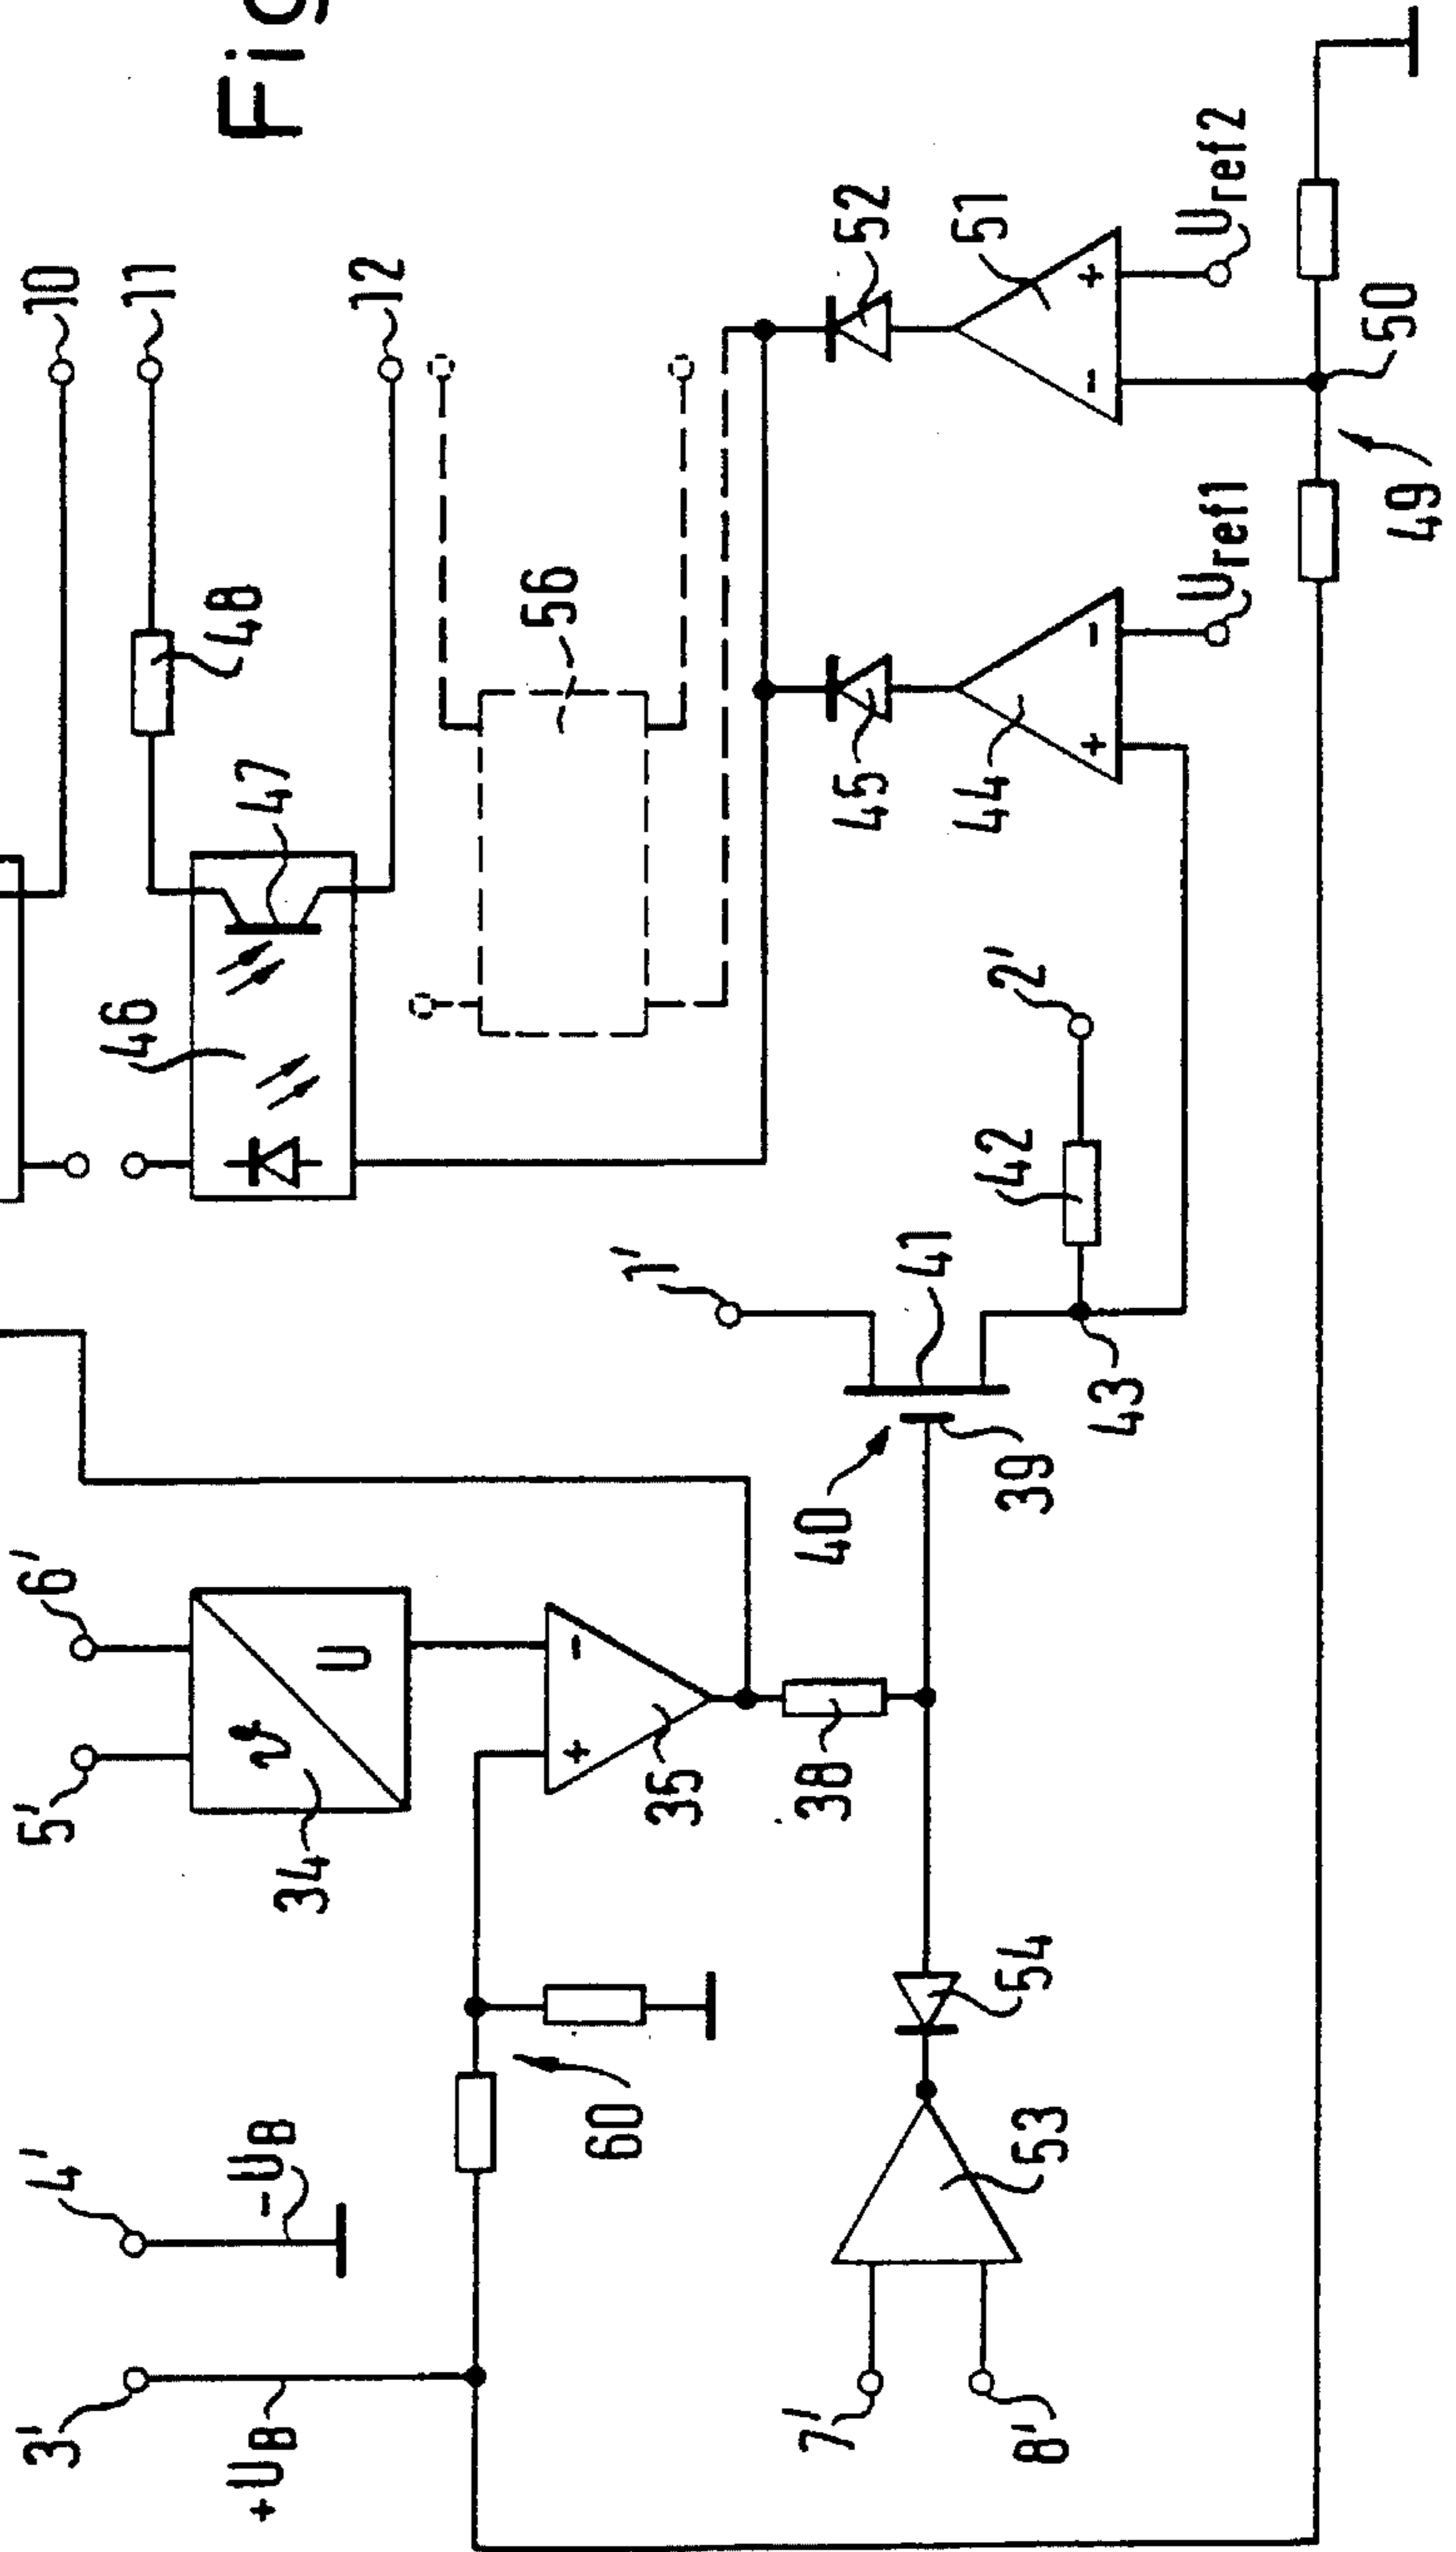 3' 4' 5' 6' 10
46 11
+UB -UB 34 ϑ U 47 48 Fig
12
60 35 1' 56
7' 53 38 40 41 45 52
8' 54 39 42 2' 44 51
+ - + - - +
43 Uref1 Uref2
49 50